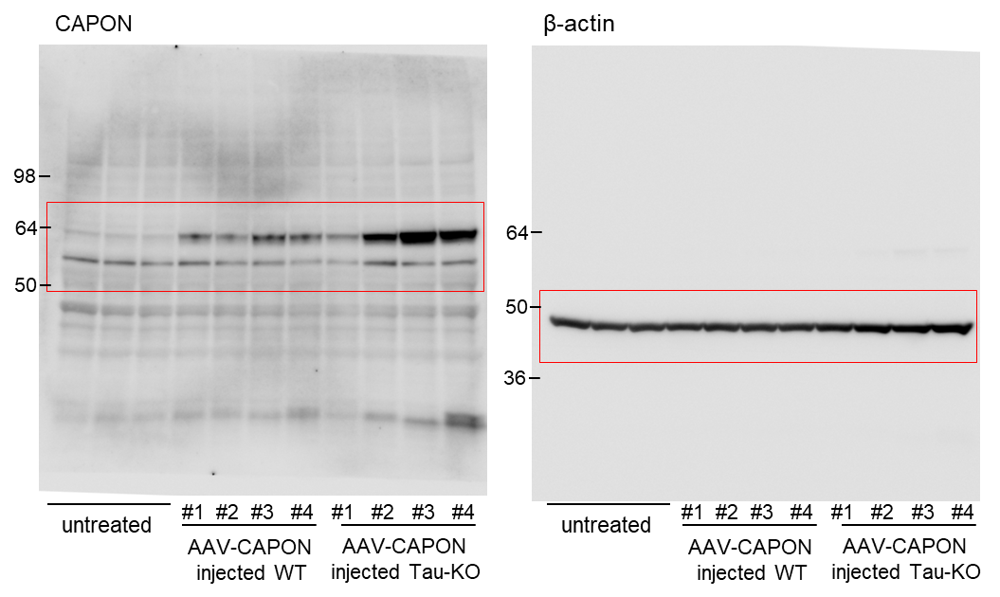 CAPON
98
64
50
untreated
#1 #2 #3 #4
AAV-CAPON
injected WT
#1 #2 #3 #4
AAV-CAPON
injected Tau-KO
β-actin
64
50
36
untreated
#1 #2 #3 #4
AAV-CAPON
injected WT
#1 #2 #3 #4
AAV-CAPON
injected Tau-KO